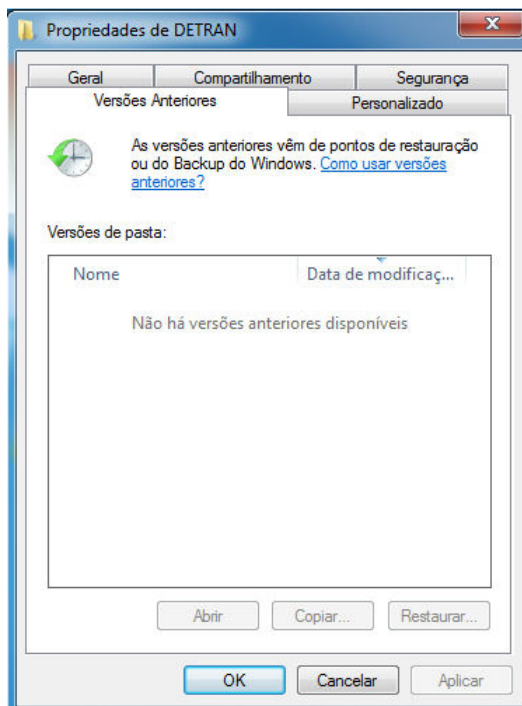 Propriedades de DETRAN
Geral
Compartilhamento
Segurança
Versões Anteriores
Personalizado
As versões anteriores vêm de pontos de restauração
ou do Backup do Windows. Como usar versões
anteriores?
Versões de pasta:
Nome
Data de modificaç...
Não há versões anteriores disponíveis
Abrir
Copiar...
Restaurar...
OK
Cancelar
Aplicar